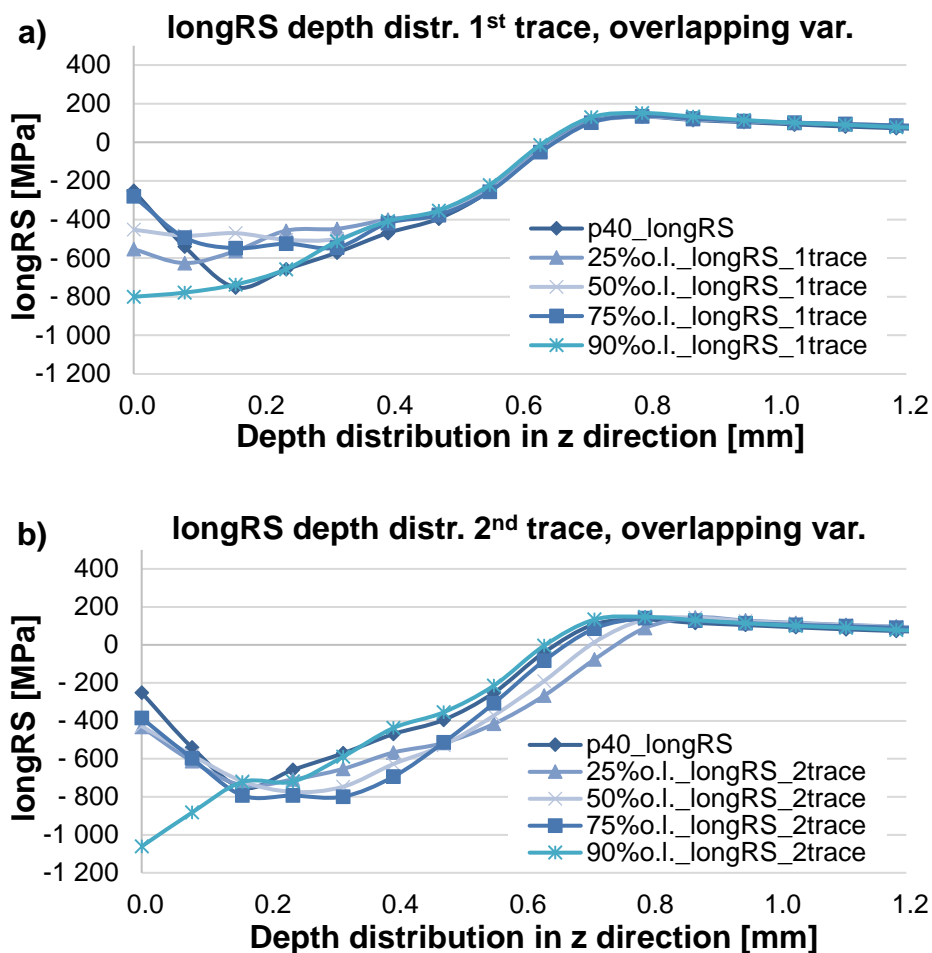 a)
longRS depth distr. 1st trace, overlapping var.
longRS [MPa]
400
200
0
- 200
- 400
- 600
- 800
-1 000
-1 200
p40_longRS
25%o.l._longRS_1trace
50%o.l._longRS_1trace
75%o.l._longRS_1trace
90%o.l._longRS_1trace
0.0 0.2 0.4 0.6 0.8 1.0 1.2
Depth distribution in z direction [mm]
b)
longRS depth distr. 2nd trace, overlapping var.
longRS [MPa]
400
200
0
- 200
- 400
- 600
- 800
-1 000
-1 200
p40_longRS
25%o.l._longRS_2trace
50%o.l._longRS_2trace
75%o.l._longRS_2trace
90%o.l._longRS_2trace
0.0 0.2 0.4 0.6 0.8 1.0 1.2
Depth distribution in z direction [mm]